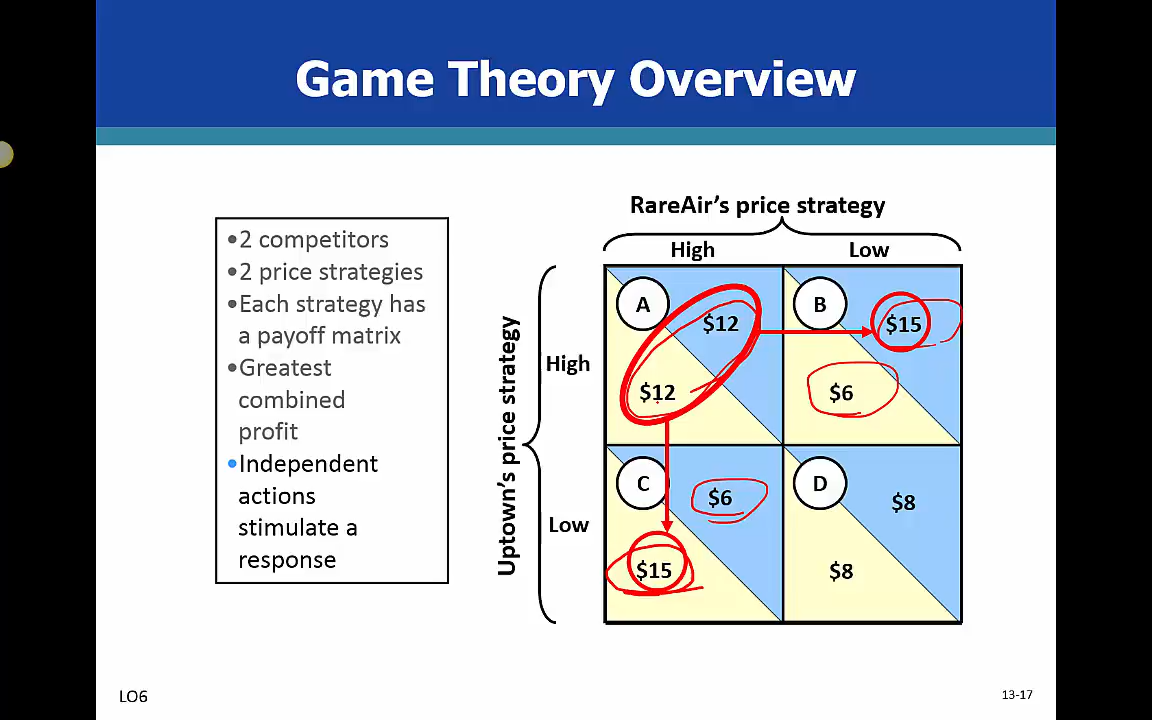 Game Theory Overview
•2 competitors
•2 price strategies
•Each strategy has
a payoff matrix
•Greatest
combined
profit
•Independent
actions
stimulate a
response
RareAir’s price strategy
High
Low
Uptown’s price strategy
High
Low
A
$12
$12
B
$15
$6
C
$6
$15
D
$8
$8
LO6
13-17